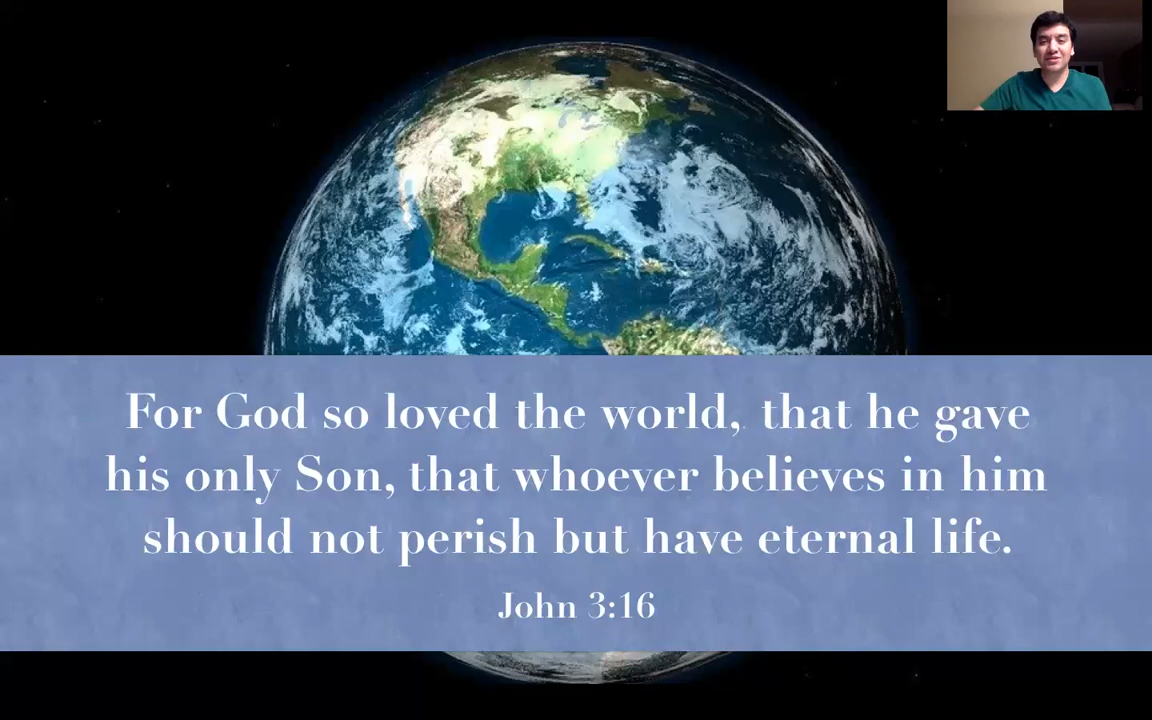 For God so loved the world, that he gave
his only Son, that whoever believes in him
should not perish but have eternal life.
John 3:16